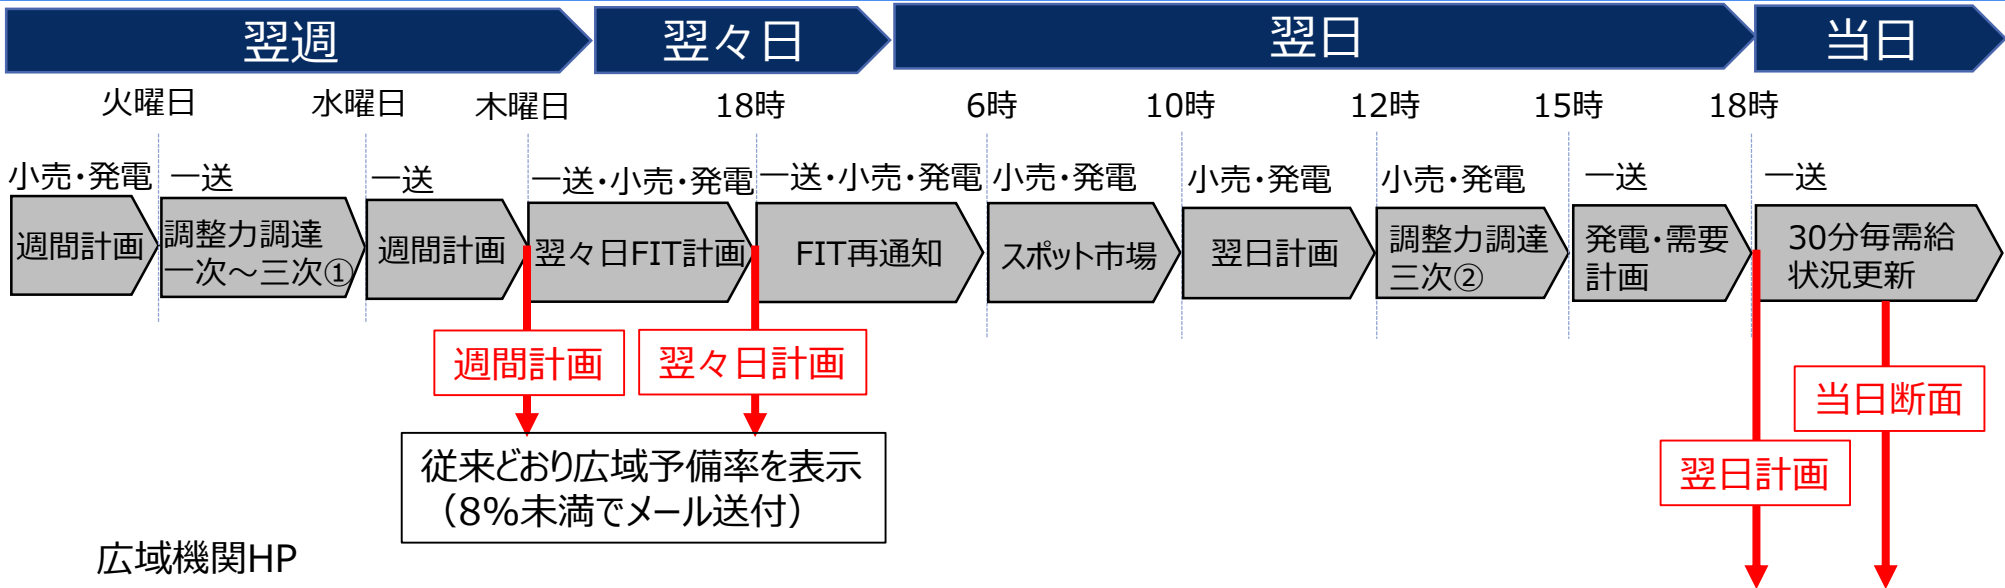 翌週
翌々日
翌日
当日
火曜日
水曜日
木曜日
18時
6時
10時
12時
15時
18時
小売・発電
一送
一送
一送・小売・発電
一送・小売・発電
小売・発電
小売・発電
小売・発電
一送
一送
週間計画
調整力調達
一次～三次①
週間計画
翌々日FIT計画
FIT再通知
スポット市場
翌日計画
調整力調達
三次②
発電・需要
計画
30分毎需給
状況更新
週間計画
翌々日計画
当日断面
翌日計画
従来どおり広域予備率を表示
（8％未満でメール送付）
広域機関HP